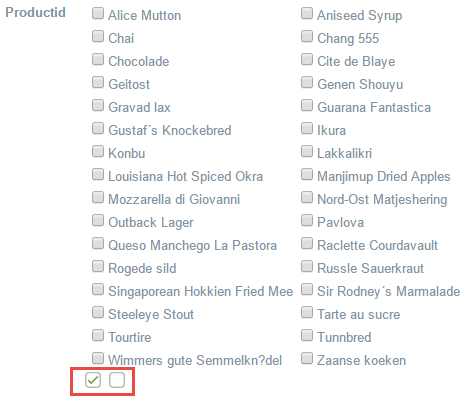 Productid
Alice Mutton Aniseed Syrup
Chai Chang 555
Chocolade Cite de Blaye
Geitost Genen Shouyu
Gravad lax Guarana Fantastica
Gustaf´s Knockebred Ikura
Konbu Lakkalikri
Louisiana Hot Spiced Okra Manjimup Dried Apples
Mozzarella di Giovanni Nord-Ost Matjeshering
Outback Lager Pavlova
Queso Manchego La Pastora Raclette Courdavault
Rogede sild Russle Sauerkraut
Singaporean Hokkien Fried Mee Sir Rodney´s Marmalade
Steeleye Stout Tarte au sucre
Tourtire Tunnbred
Wimmers gute Semmelkn?del Zaanse koeken